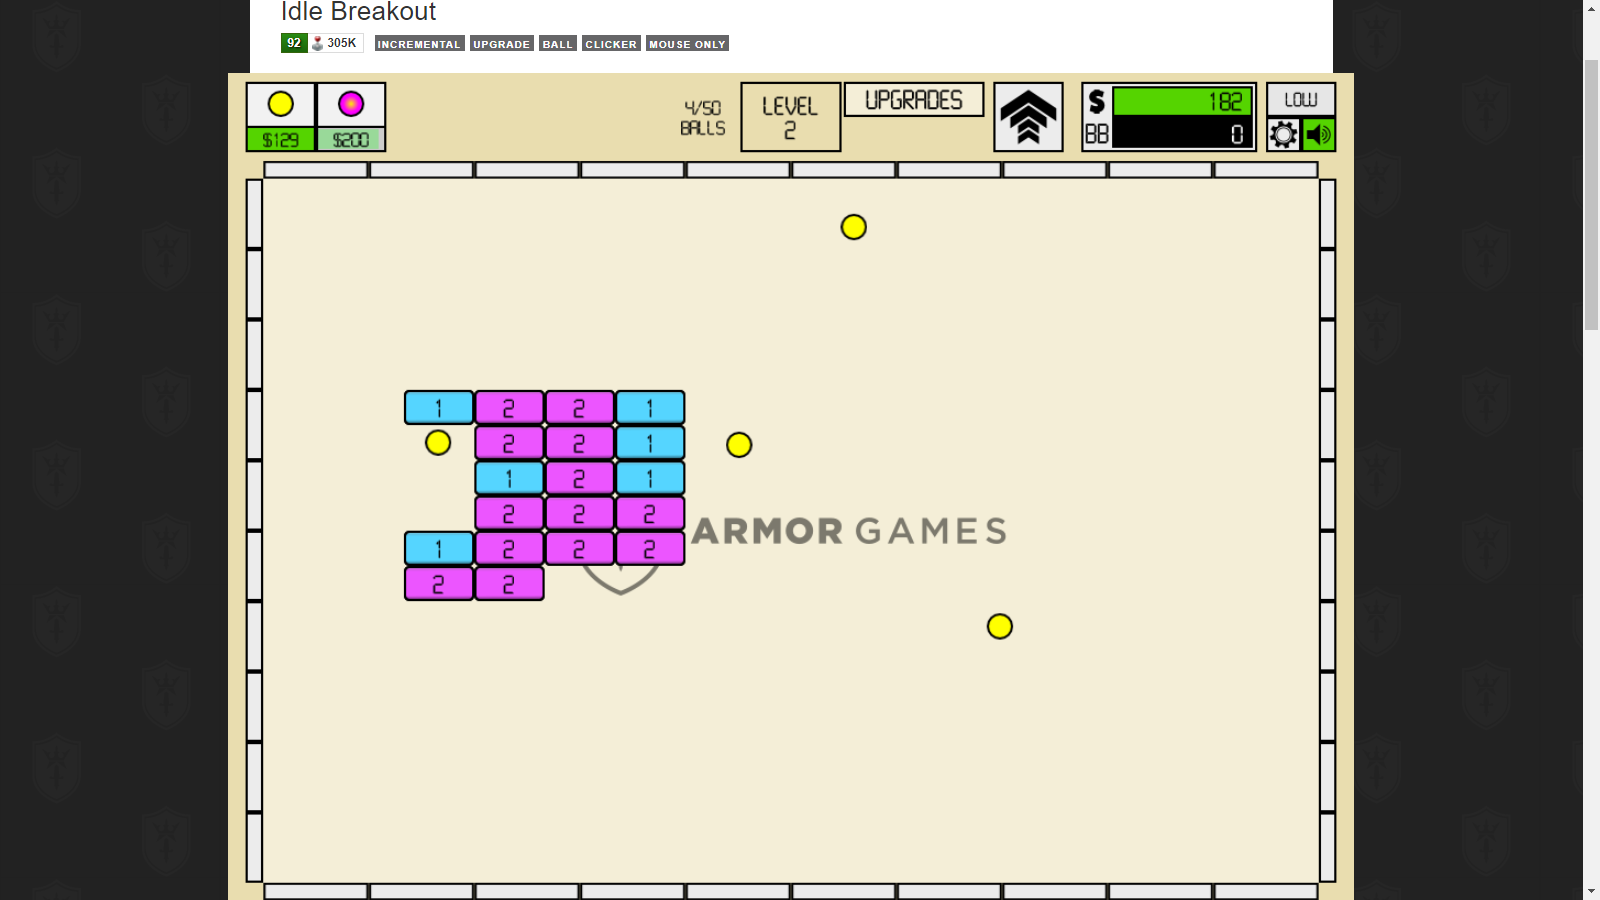 Idle Breakout
92 305K INCREMENTAL UPGRADE BALL CLICKER MOUSE ONLY
$129 $200
4/50
BALLS
LEVEL
2
UPGRADES
$ 182
BB 0
LOW
1 2 2 1
2 2 1
1 2 1
2 2 2
ARMOR GAMES
1 2 2 2
2 2